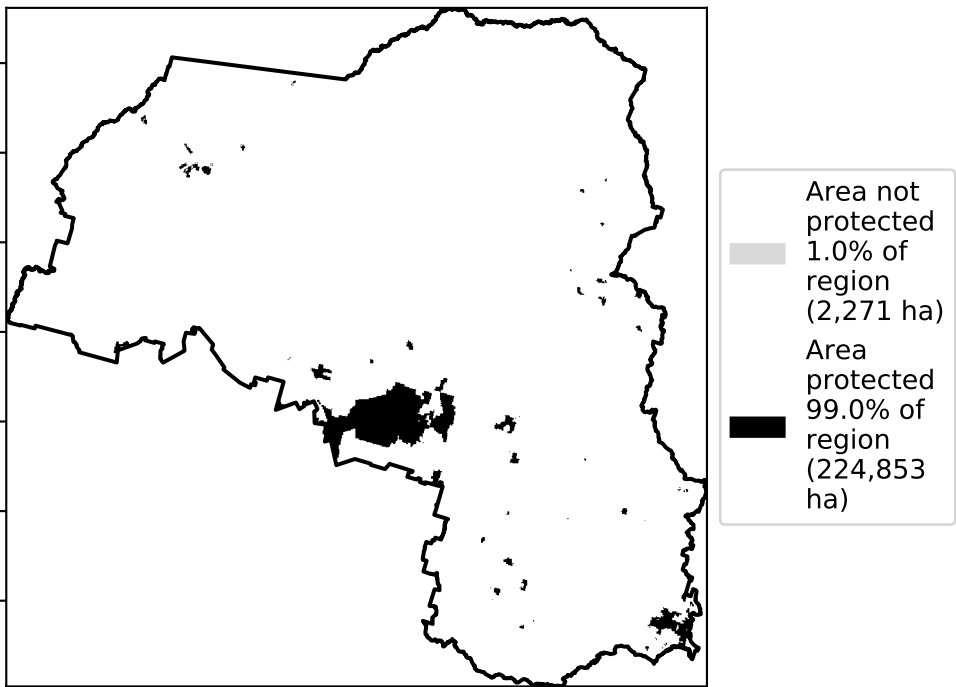 Area not
protected
1.0% of
region
(2,271 ha)
Area
protected
99.0% of
region
(224,853
ha)